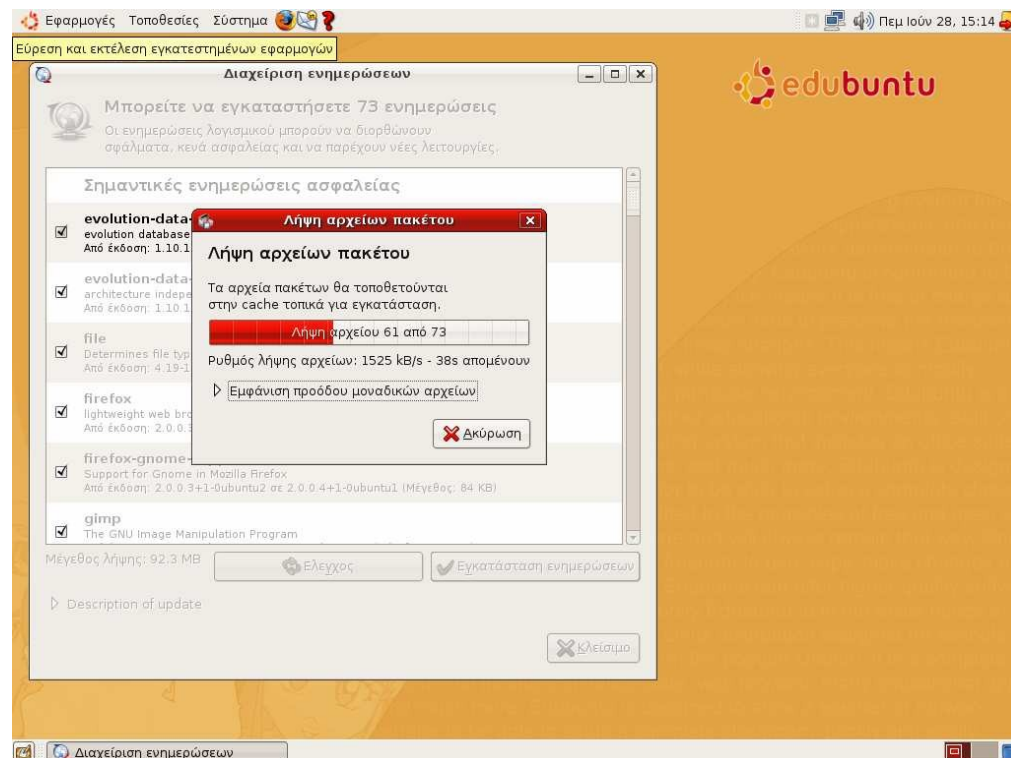 Εφαρμογές Τοποθεσίες Σύστημα
Πεμ Ιούν 28, 15:14
Εύρεση και εκτέλεση εγκατεστημένων εφαρμογών
edubuntu
Διαχείριση ενημερώσεων
Μπορείτε να εγκαταστήσετε 73 ενημερώσεις
Οι ενημερώσεις λογισμικού μπορούν να διορθώνουν
σφάλματα, κενά ασφαλείας και να παρέχουν νέες λειτουργίες.
Σημαντικές ενημερώσεις ασφαλείας
evolution-data-
evolution database
Από έκδοση: 1.10.1
evolution-data-
architecture indepe
Από έκδοση: 1.10.1
file
Determines file typ
Από έκδοση: 4.19-1
firefox
lightweight web bro
Από έκδοση: 2.0.0.3
firefox-gnome-
Support for Gnome in Mozilla Firefox
Από έκδοση: 2.0.0.3+1-0ubuntu2 σε 2.0.0.4+1-0ubuntu1 (Μέγεθος: 84 KB)
gimp
The GNU Image Manipulation Program
Λήψη αρχείων πακέτου
Λήψη αρχείων πακέτου
Τα αρχεία πακέτων θα τοποθετούνται
στην cache τοπικά για εγκατάσταση.
Λήψη αρχείου 61 από 73
Ρυθμός λήψης αρχείων: 1525 kB/s - 38s απομένουν
Εμφάνιση προόδου μοναδικών αρχείων
Ακύρωση
Μέγεθος λήψης: 92.3 MB
Έλεγχος
Εγκατάσταση ενημερώσεων
Description of update
Κλείσιμο
Διαχείριση ενημερώσεων